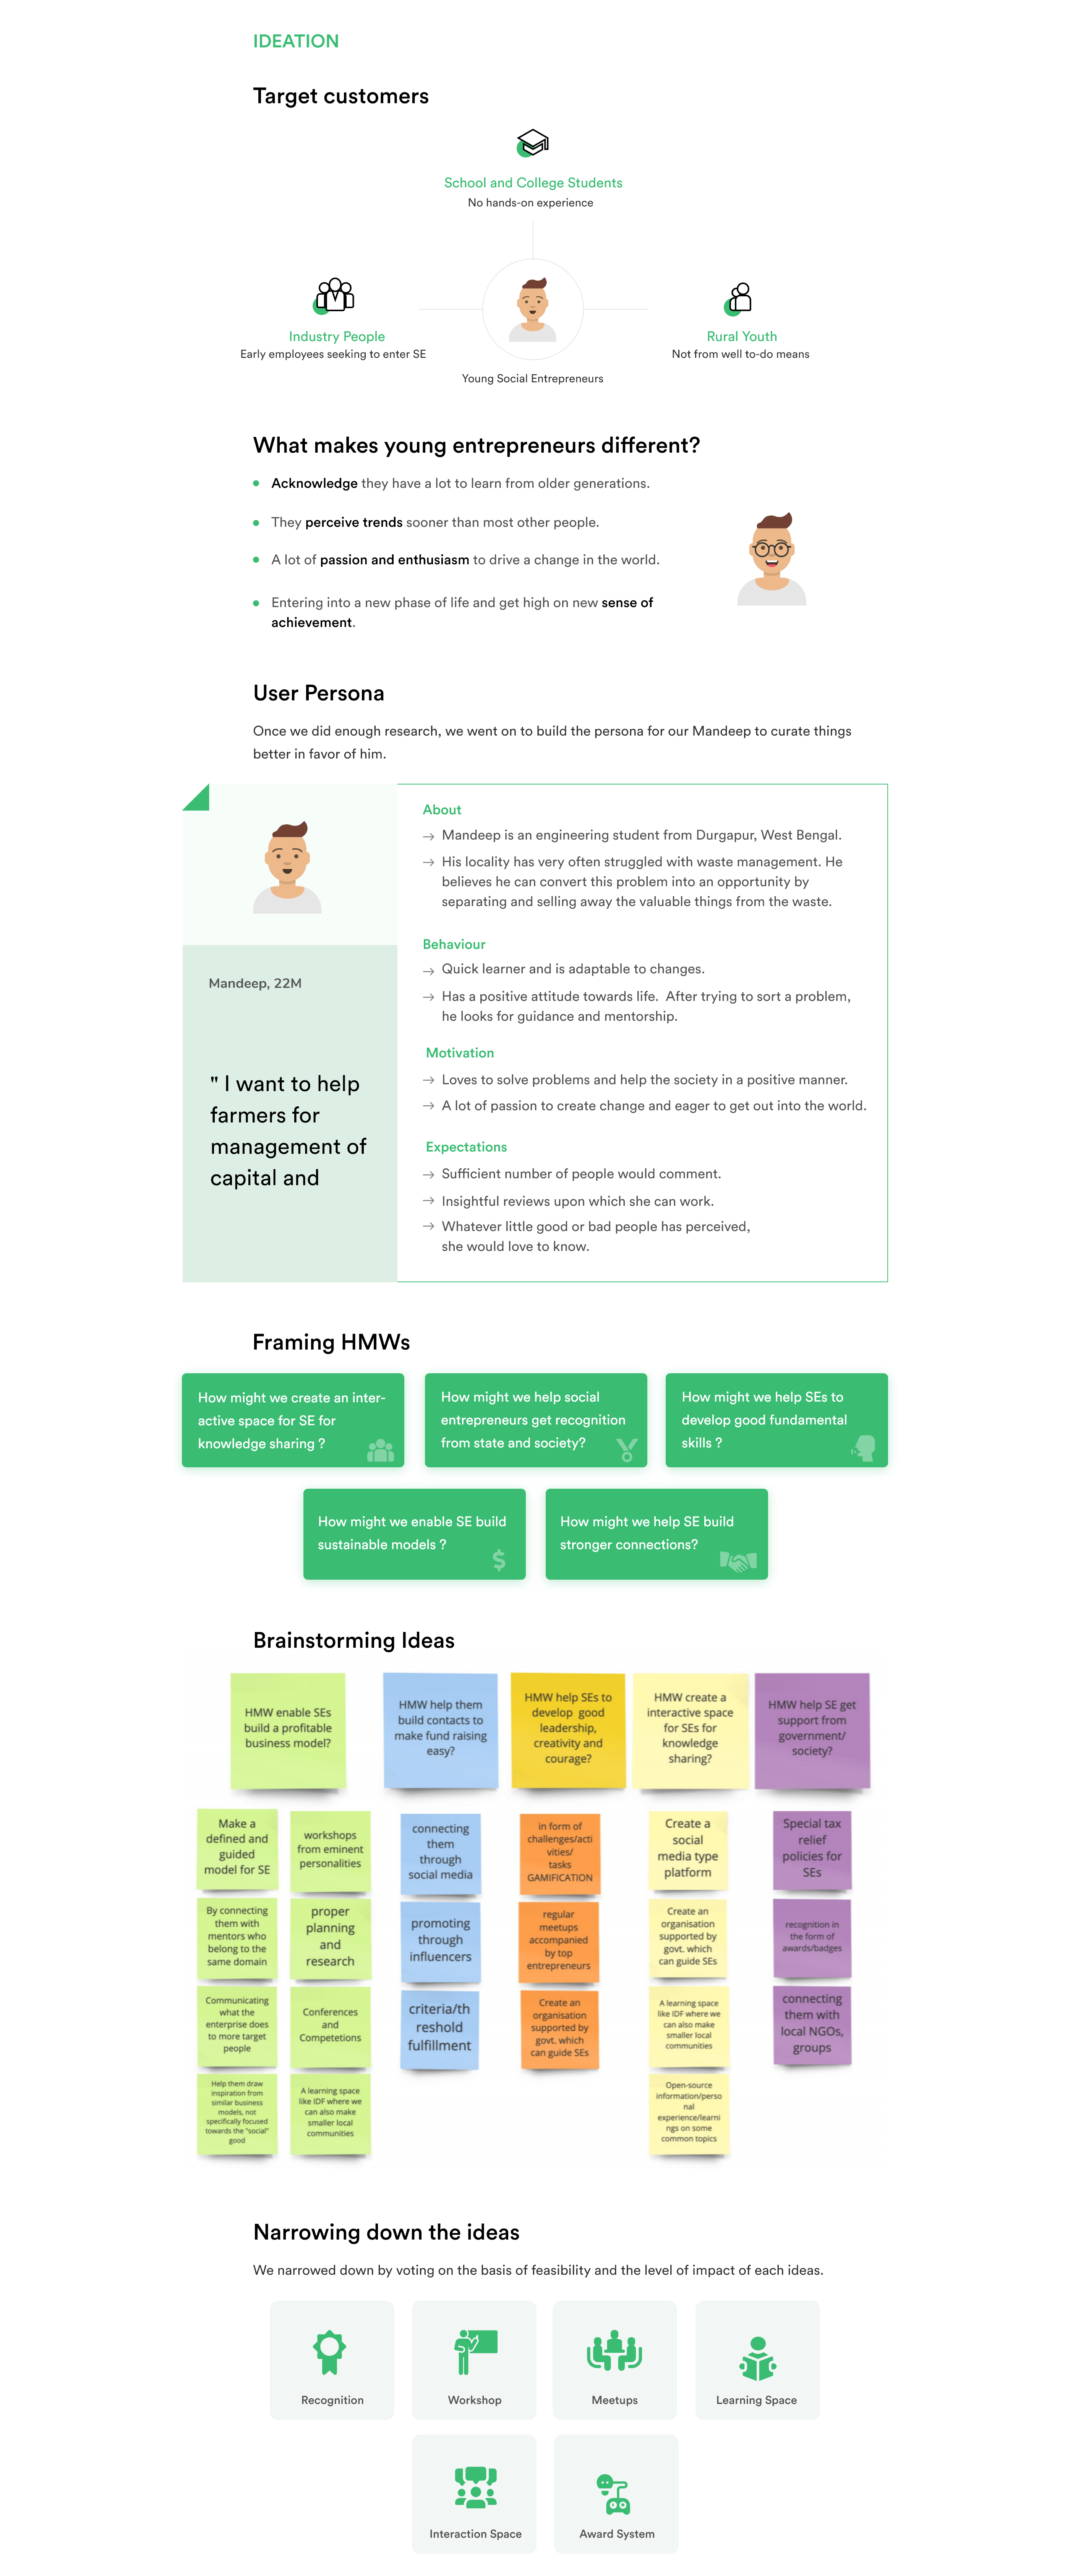 IDEATION
Target customers
School and College Students
No hands-on experience
Industry People
Early employees seeking to enter SE
Rural Youth
Not from well to-do means
Young Social Entrepreneurs
What makes young entrepreneurs different?
Acknowledge they have a lot to learn from older generations.
They perceive trends sooner than most other people.
A lot of passion and enthusiasm to drive a change in the world.
Entering into a new phase of life and get high on new sense of
achievement.
User Persona
Once we did enough research, we went on to build the persona for our Mandeep to curate things
better in favor of him.
Mandeep, 22M
" I want to help
farmers for
management of
capital and
About
→ Mandeep is an engineering student from Durgapur, West Bengal.
→ His locality has very often struggled with waste management. He
believes he can convert this problem into an opportunity by
separating and selling away the valuable things from the waste.
Behaviour
→ Quick learner and is adaptable to changes.
→ Has a positive attitude towards life. After trying to sort a problem,
he looks for guidance and mentorship.
Motivation
→ Loves to solve problems and help the society in a positive manner.
→ A lot of passion to create change and eager to get out into the world.
Expectations
→ Sufficient number of people would comment.
→ Insightful reviews upon which she can work.
→ Whatever little good or bad people has perceived,
she would love to know.
Framing HMWs
How might we create an inter-
active space for SE for
knowledge sharing ?
How might we help social
entrepreneurs get recognition
from state and society?
How might we help SEs to
develop good fundamental
skills ?
How might we enable SE build
sustainable models ?
$
How might we help SE build
stronger connections?
Brainstorming Ideas
HMW enable SEs
build a profitable
business model?
HMW help them
build contacts to
make fund raising
easy?
HMW help SEs to
develop good
leadership,
creativity and
courage?
HMW create a
interactive space
for SEs for
knowledge
sharing?
HMW help SE get
support from
government/
society?
Make a
defined and
guided
model for SE
workshops
from eminent
personalities
connecting
them
through
social media
in form of
challenges/acti
vities/
tasks
GAMIFICATION
Create a
social
media type
platform
Special tax
relief
policies for
SEs
By connecting
them with
mentors who
belong to the
same domain
proper
planning
and
research
promoting
through
influencers
regular
meetups
accompanied
by top
entrepreneurs
Create an
organisation
supported by
govt. which
can guide SEs
recognition in
the form of
awards/badges
Communicating
what the
enterprise does
to more target
people
Conferences
and
Competetions
criteria/th
reshold
fulfillment
Create an
organisation
supported by
govt. which
can guide SEs
A learning space
like IDF where we
can also make
smaller local
communities
connecting
them with
local NGOs,
groups
Help them draw
inspiration from
similar business
models, not
specifically focused
towards the "social"
good
A learning space
like IDF where we
can also make
smaller local
communities
Open-source
information/perso
nal
experience/learni
ngs on some
common topics
Narrowing down the ideas
We narrowed down by voting on the basis of feasibility and the level of impact of each ideas.
Recognition
Workshop
Meetups
Learning Space
Interaction Space
Award System